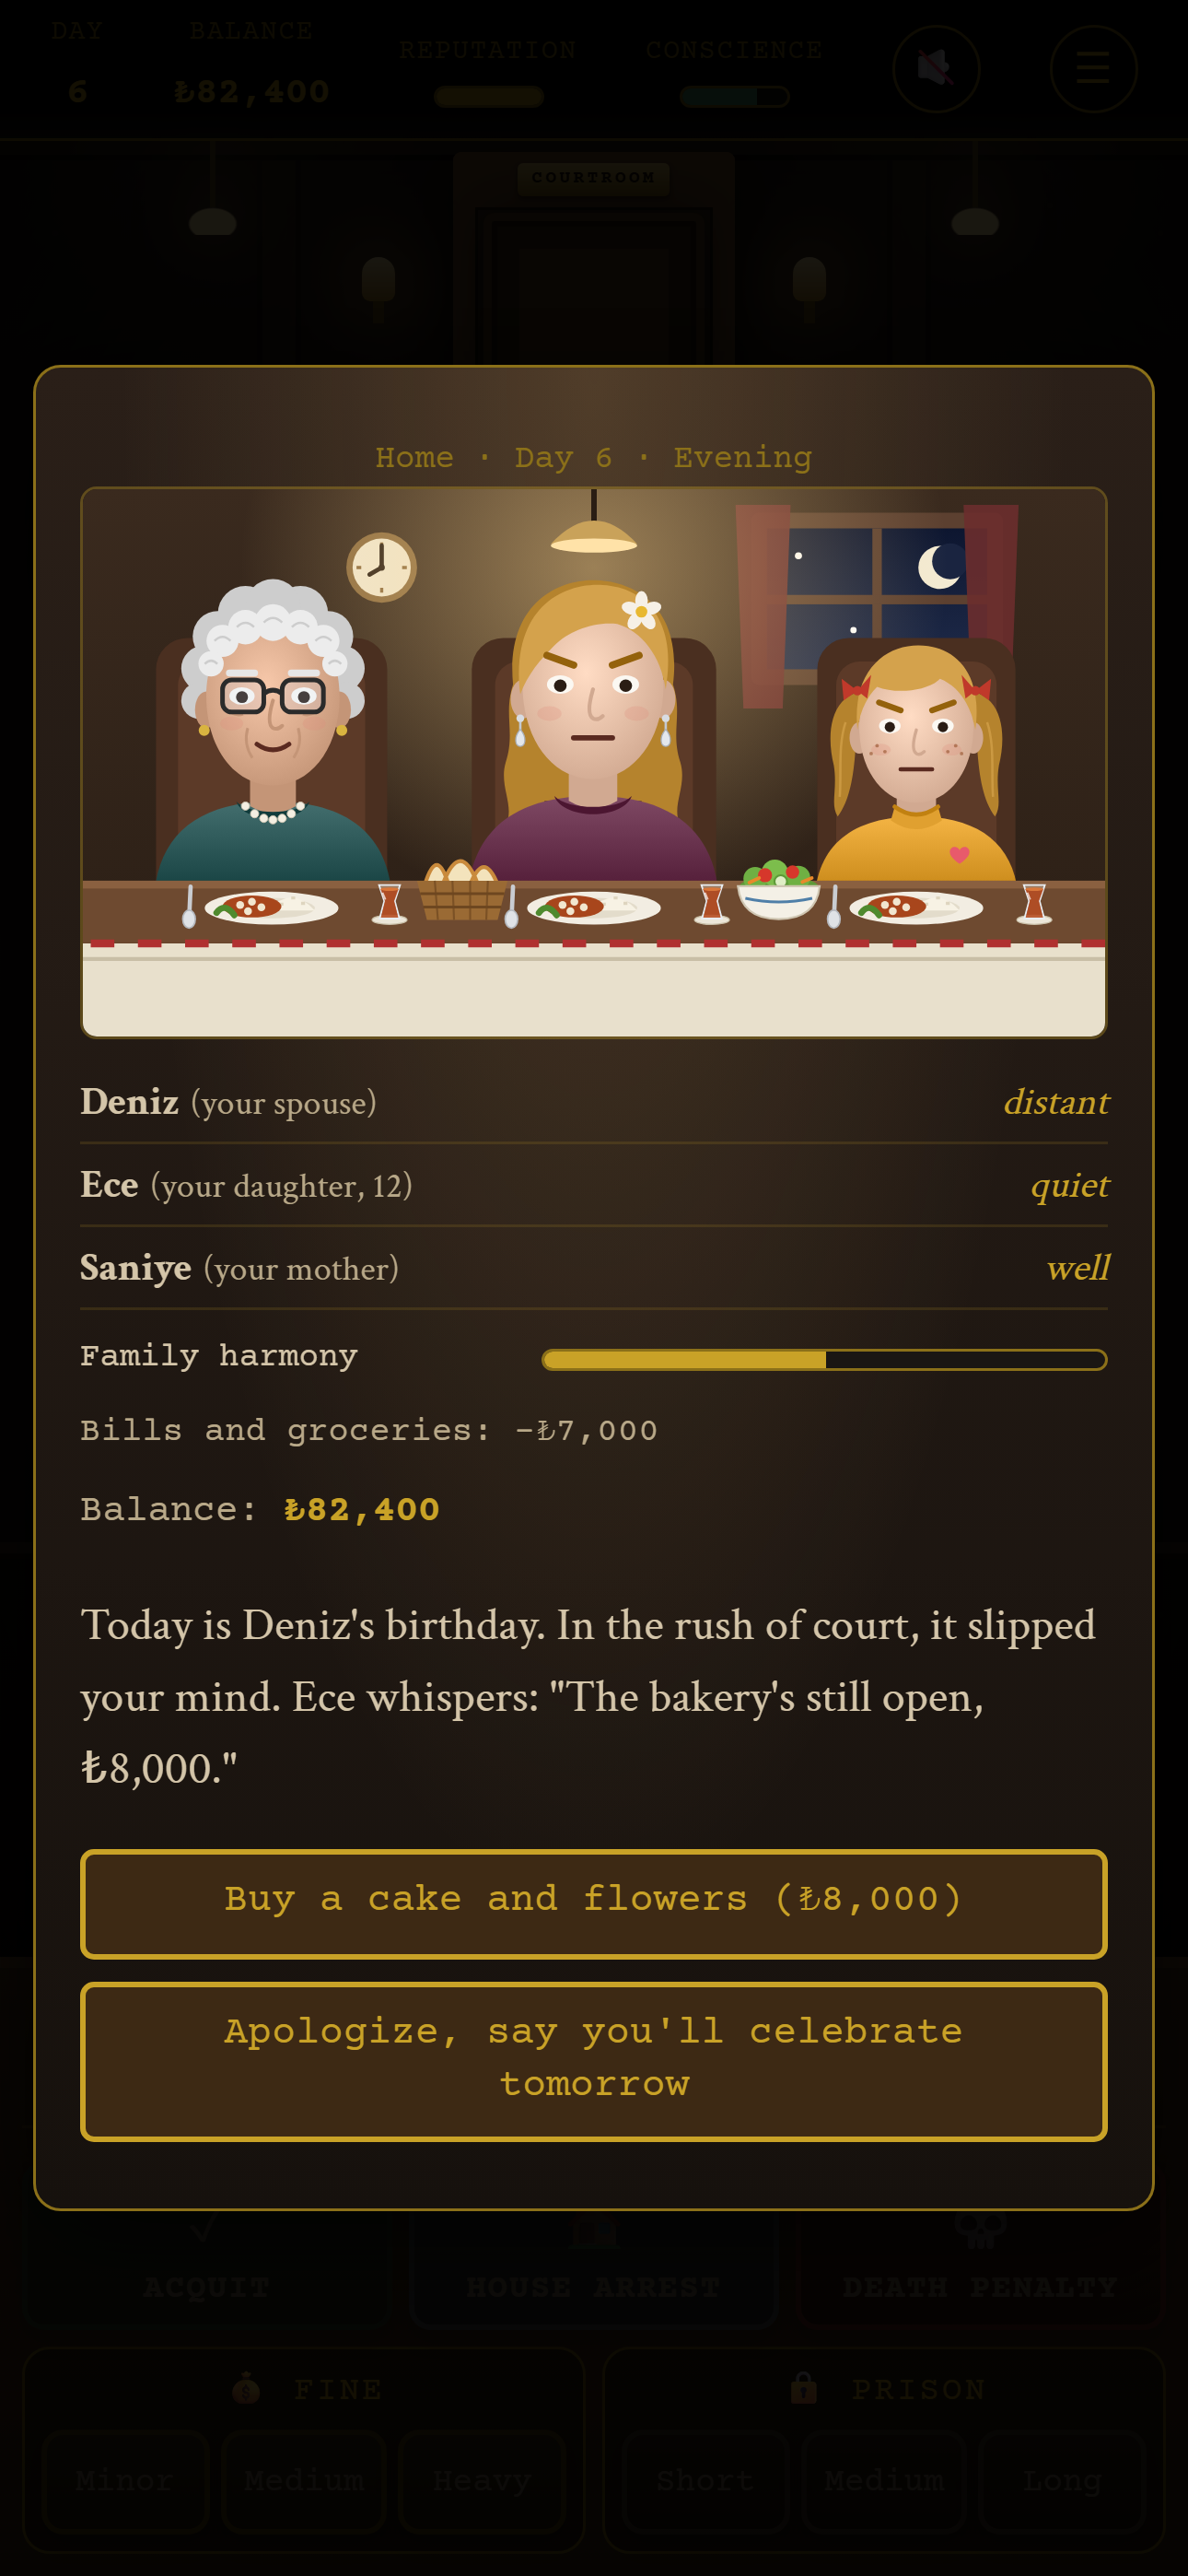 DAY BALANCE REPUTATION CONSCIENCE
6 ₺82,400
COURTROOM
Home · Day 6 · Evening
Deniz (your spouse) distant
Ece (your daughter, 12) quiet
Saniye (your mother) well
Family harmony
Bills and groceries: −₺7,000
Balance: ₺82,400
Today is Deniz's birthday. In the rush of court, it slipped
your mind. Ece whispers: "The bakery's still open,
₺8,000."
Buy a cake and flowers (₺8,000)
Apologize, say you'll celebrate
tomorrow
ACQUIT HOUSE ARREST DEATH PENALTY
FINE PRISON
Minor Medium Heavy Short Medium Long